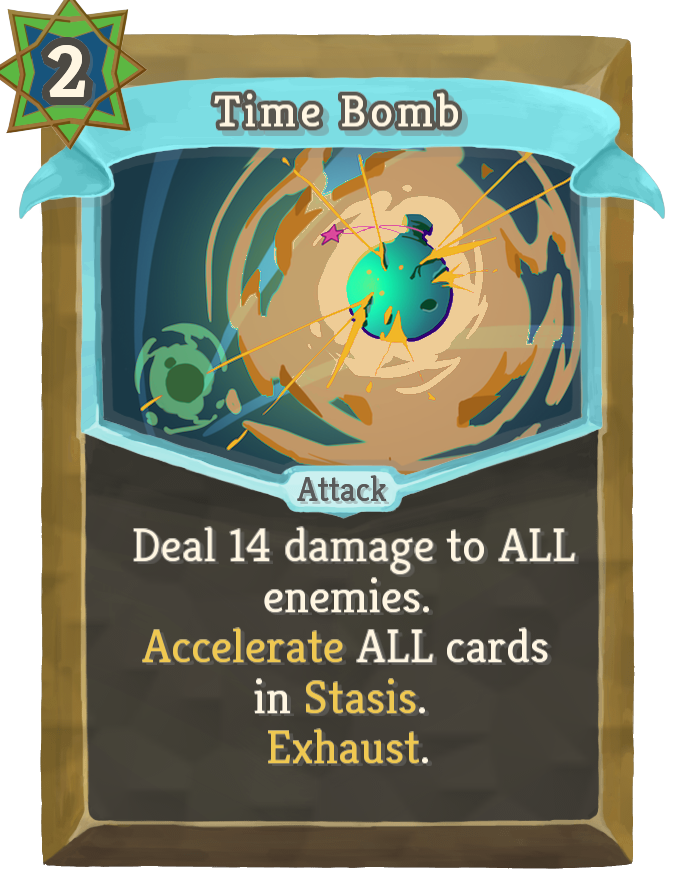 2
Time Bomb
Attack
Deal 14 damage to ALL
enemies.
Accelerate ALL cards
in Stasis.
Exhaust.